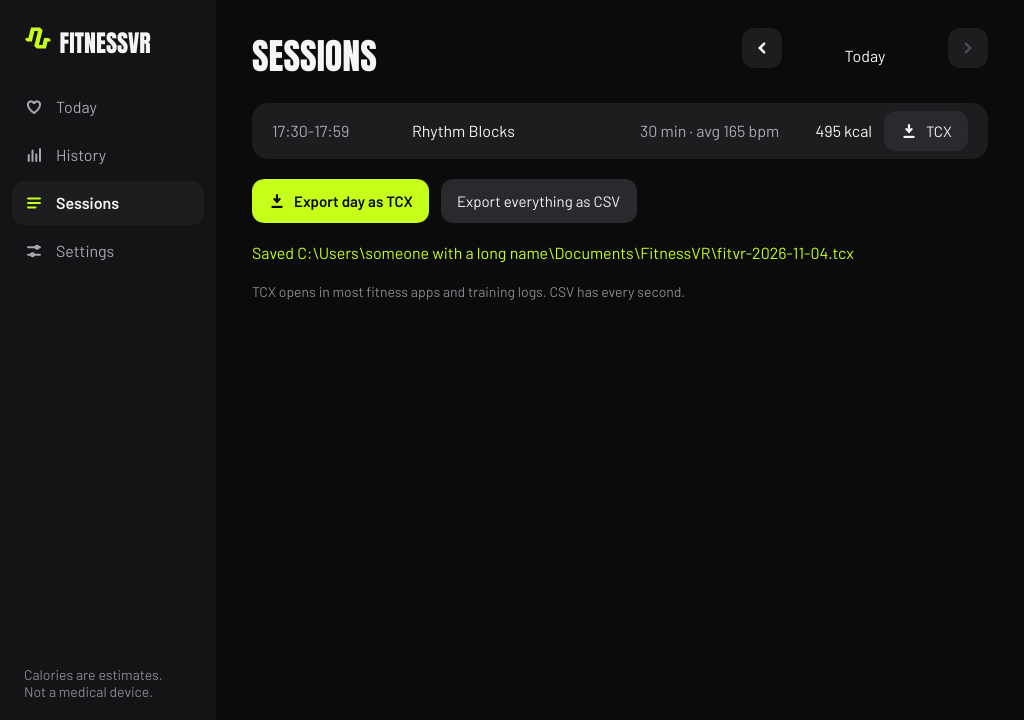 FITNESSVR
Today
History
Sessions
Settings
Calories are estimates.
Not a medical device.
SESSIONS
Today
17:30-17:59 Rhythm Blocks 30 min · avg 165 bpm 495 kcal TCX
Export day as TCX Export everything as CSV
Saved C:\Users\someone with a long name\Documents\FitnessVR\fitvr-2026-11-04.tcx
TCX opens in most fitness apps and training logs. CSV has every second.